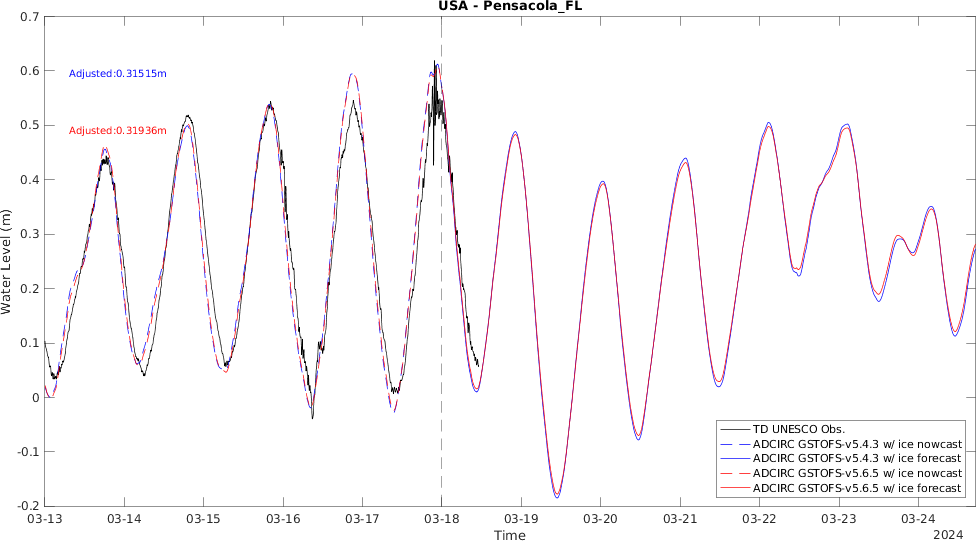 USA - Pensacola_FL
0.7
0.6
0.5
0.4
0.3
0.2
0.1
0
-0.1
-0.2
Water Level (m)
Adjusted:0.31515m
Adjusted:0.31936m
TD UNESCO Obs.
ADCIRC GSTOFS-v5.4.3 w/ ice nowcast
ADCIRC GSTOFS-v5.4.3 w/ ice forecast
ADCIRC GSTOFS-v5.6.5 w/ ice nowcast
ADCIRC GSTOFS-v5.6.5 w/ ice forecast
03-13 03-14 03-15 03-16 03-17 03-18 03-19 03-20 03-21 03-22 03-23 03-24
Time
2024